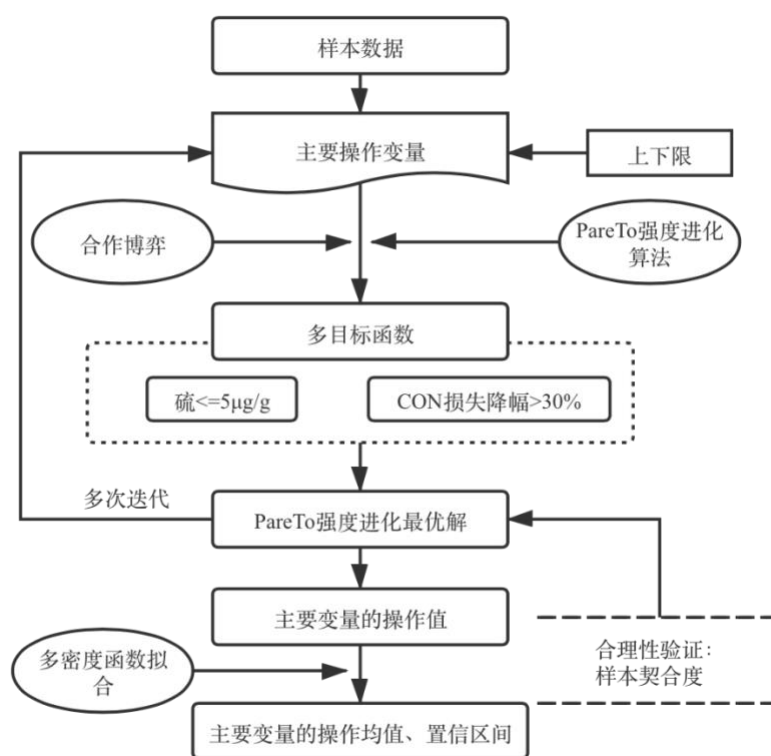 样本数据
主要操作变量
上下限
合作博弈
PareTo强度进化
算法
多目标函数
硫<=5μg/g
CON损失降幅>30%
多次迭代
PareTo强度进化最优解
主要变量的操作值
合理性验证:
样本契合度
多密度函数拟
合
主要变量的操作均值、置信区间